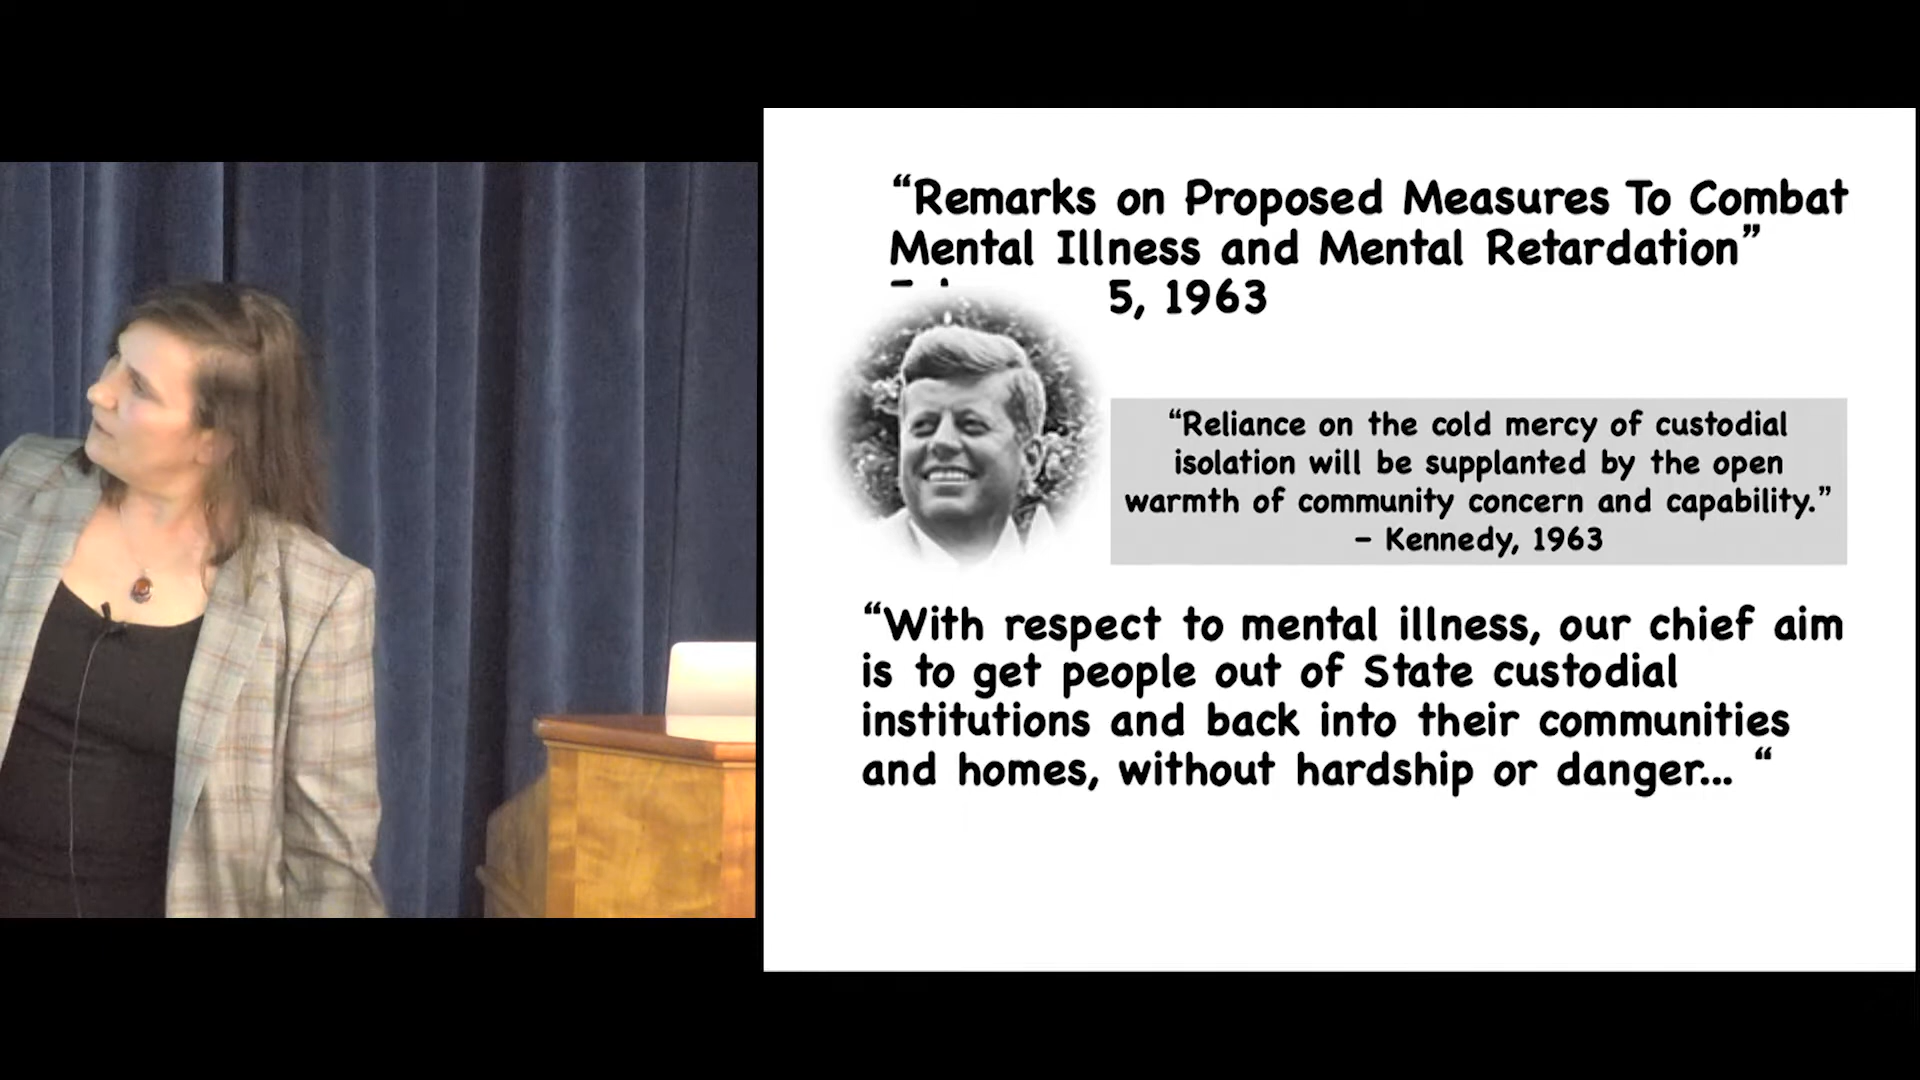 “Remarks on Proposed Measures To Combat
Mental Illness and Mental Retardation”
5, 1963
“Reliance on the cold mercy of custodial
isolation will be supplanted by the open
warmth of community concern and capability.”
– Kennedy, 1963
“With respect to mental illness, our chief aim
is to get people out of State custodial
institutions and back into their communities
and homes, without hardship or danger... “